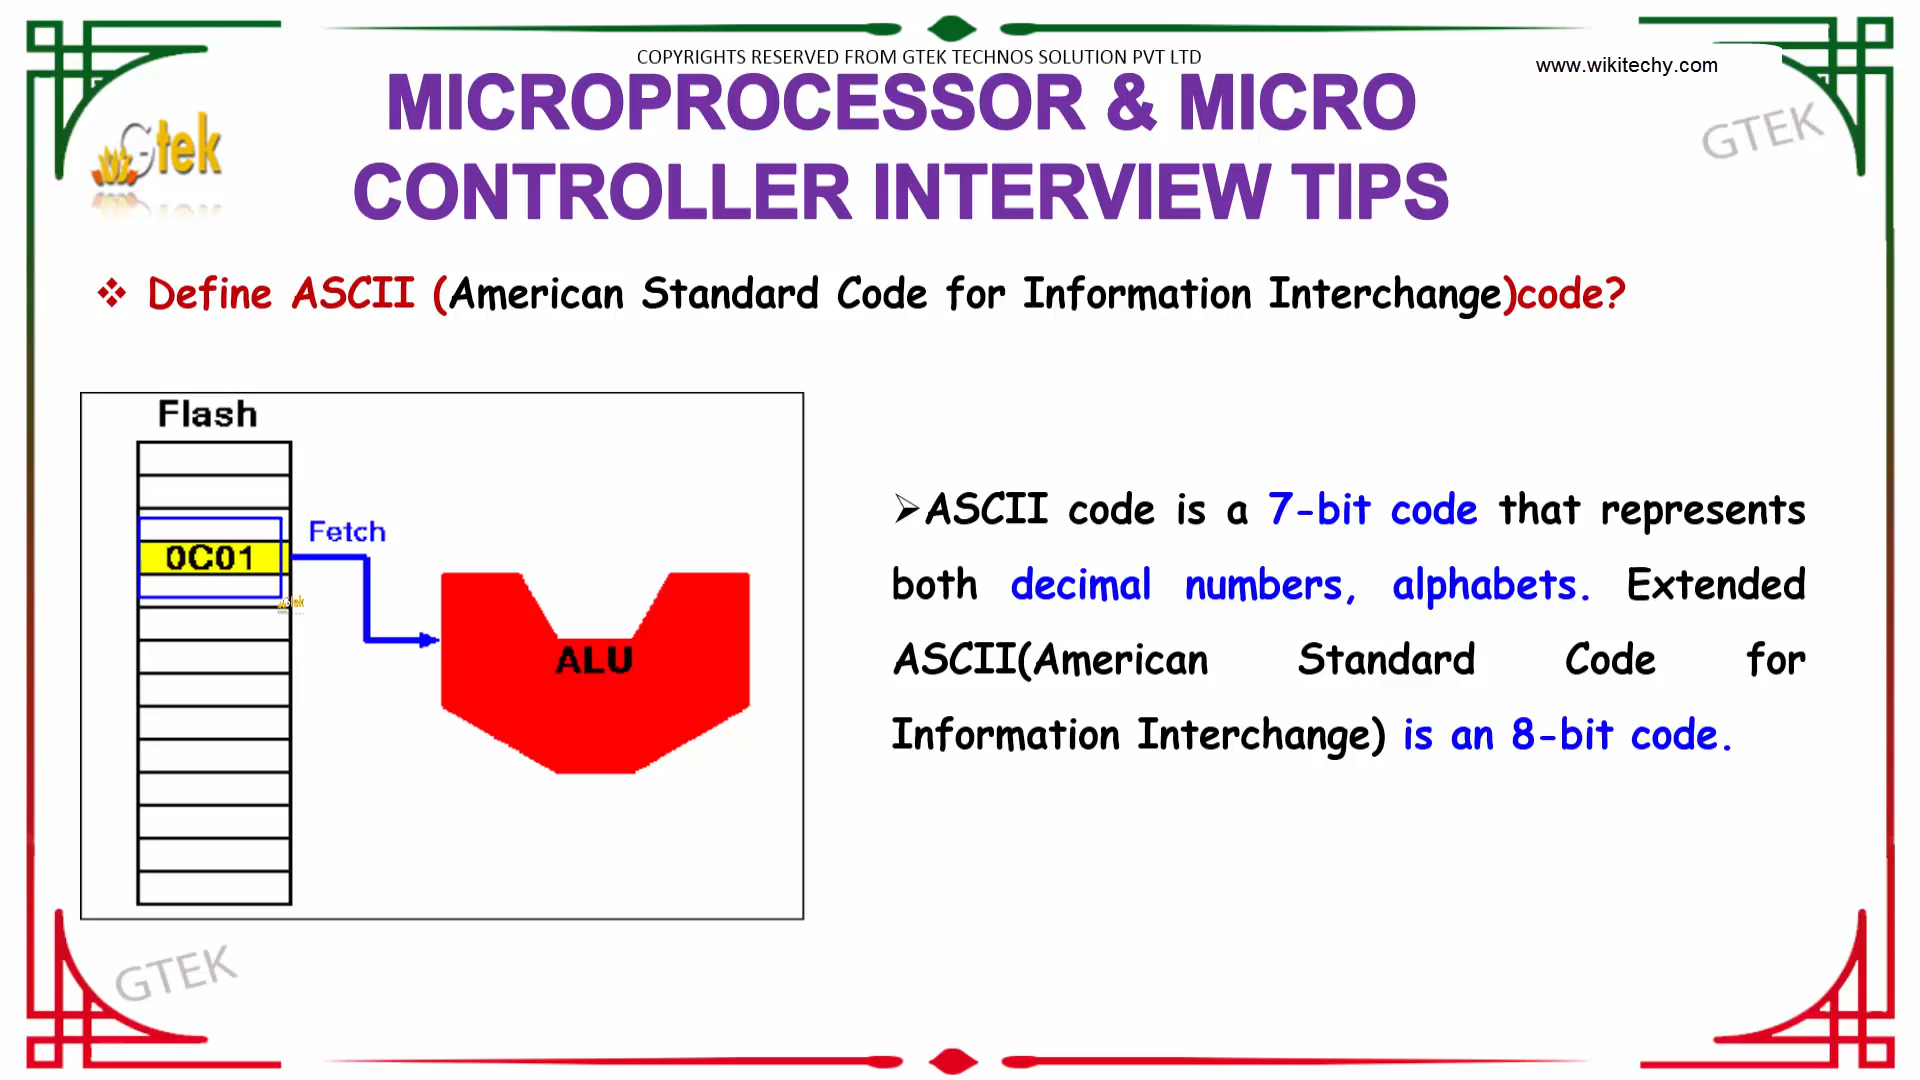 COPYRIGHTS RESERVED FROM GTEK TECHNOS SOLUTION PVT LTD
www.wikitechy.com
MICROPROCESSOR & MICRO
CONTROLLER INTERVIEW TIPS
Gtek
GTEK
❖ Define ASCII (American Standard Code for Information Interchange)code?
Flash
Fetch
0C01
ALU
➢ASCII code is a 7-bit code that represents
both decimal numbers, alphabets. Extended
ASCII(American Standard Code for
Information Interchange) is an 8-bit code.
GTEK